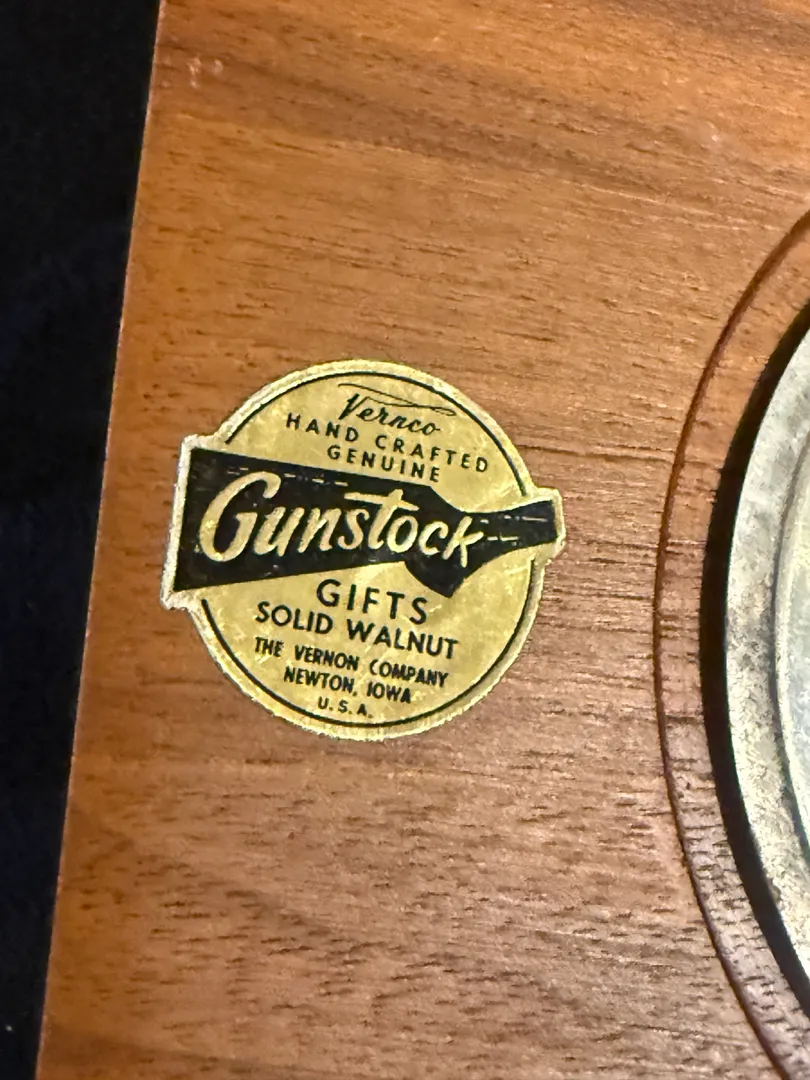 Vernco
HAND CRAFTED
GENUINE
Gunstock
GIFTS
SOLID WALNUT
THE VERNON COMPANY
NEWTON, IOWA
U.S.A.